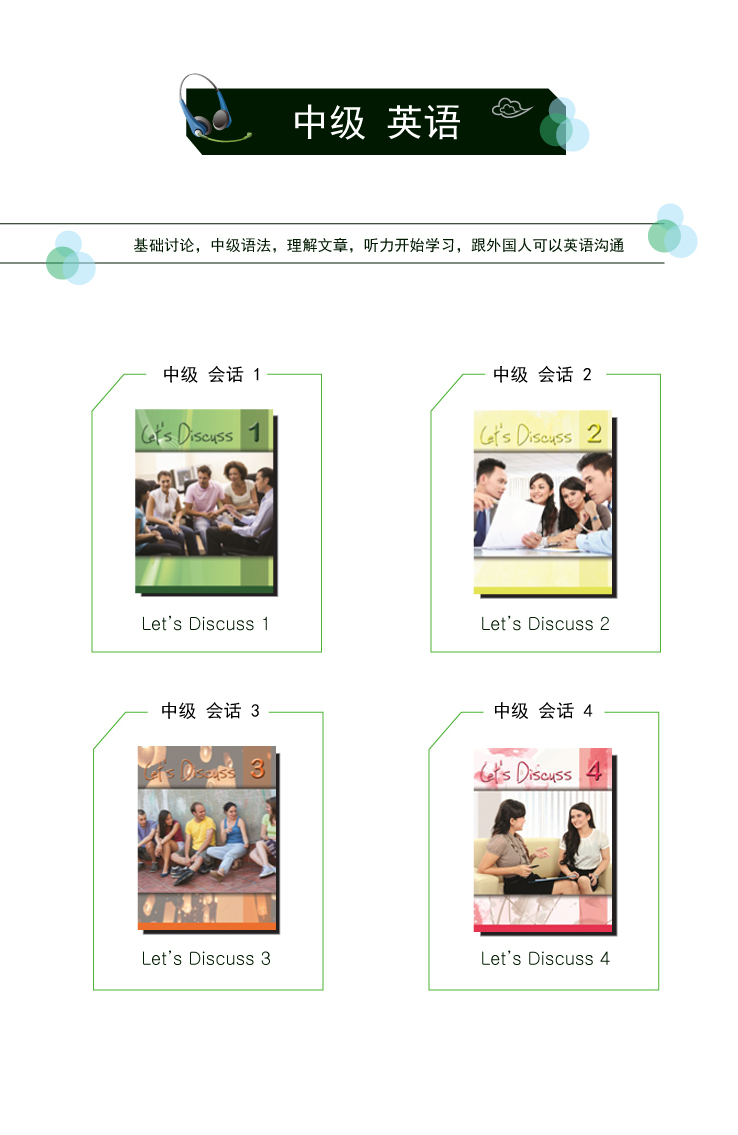 中级 英语
基础讨论，中级语法，理解文章，听力开始学习，跟外国人可以英语沟通
中级 会话 1
Let's Discuss 1
Let's Discuss 1
中级 会话 2
Let's Discuss 2
Let's Discuss 2
中级 会话 3
Let's Discuss 3
Let's Discuss 3
中级 会话 4
Let's Discuss 4
Let's Discuss 4